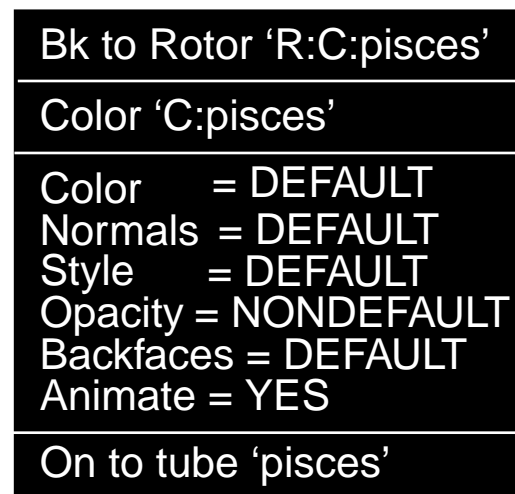 Bk to Rotor ‘R:C:pisces’
Color ‘C:pisces’
Color = DEFAULT
Normals = DEFAULT
Style = DEFAULT
Opacity = NONDEFAULT
Backfaces = DEFAULT
Animate = YES
On to tube ‘pisces’